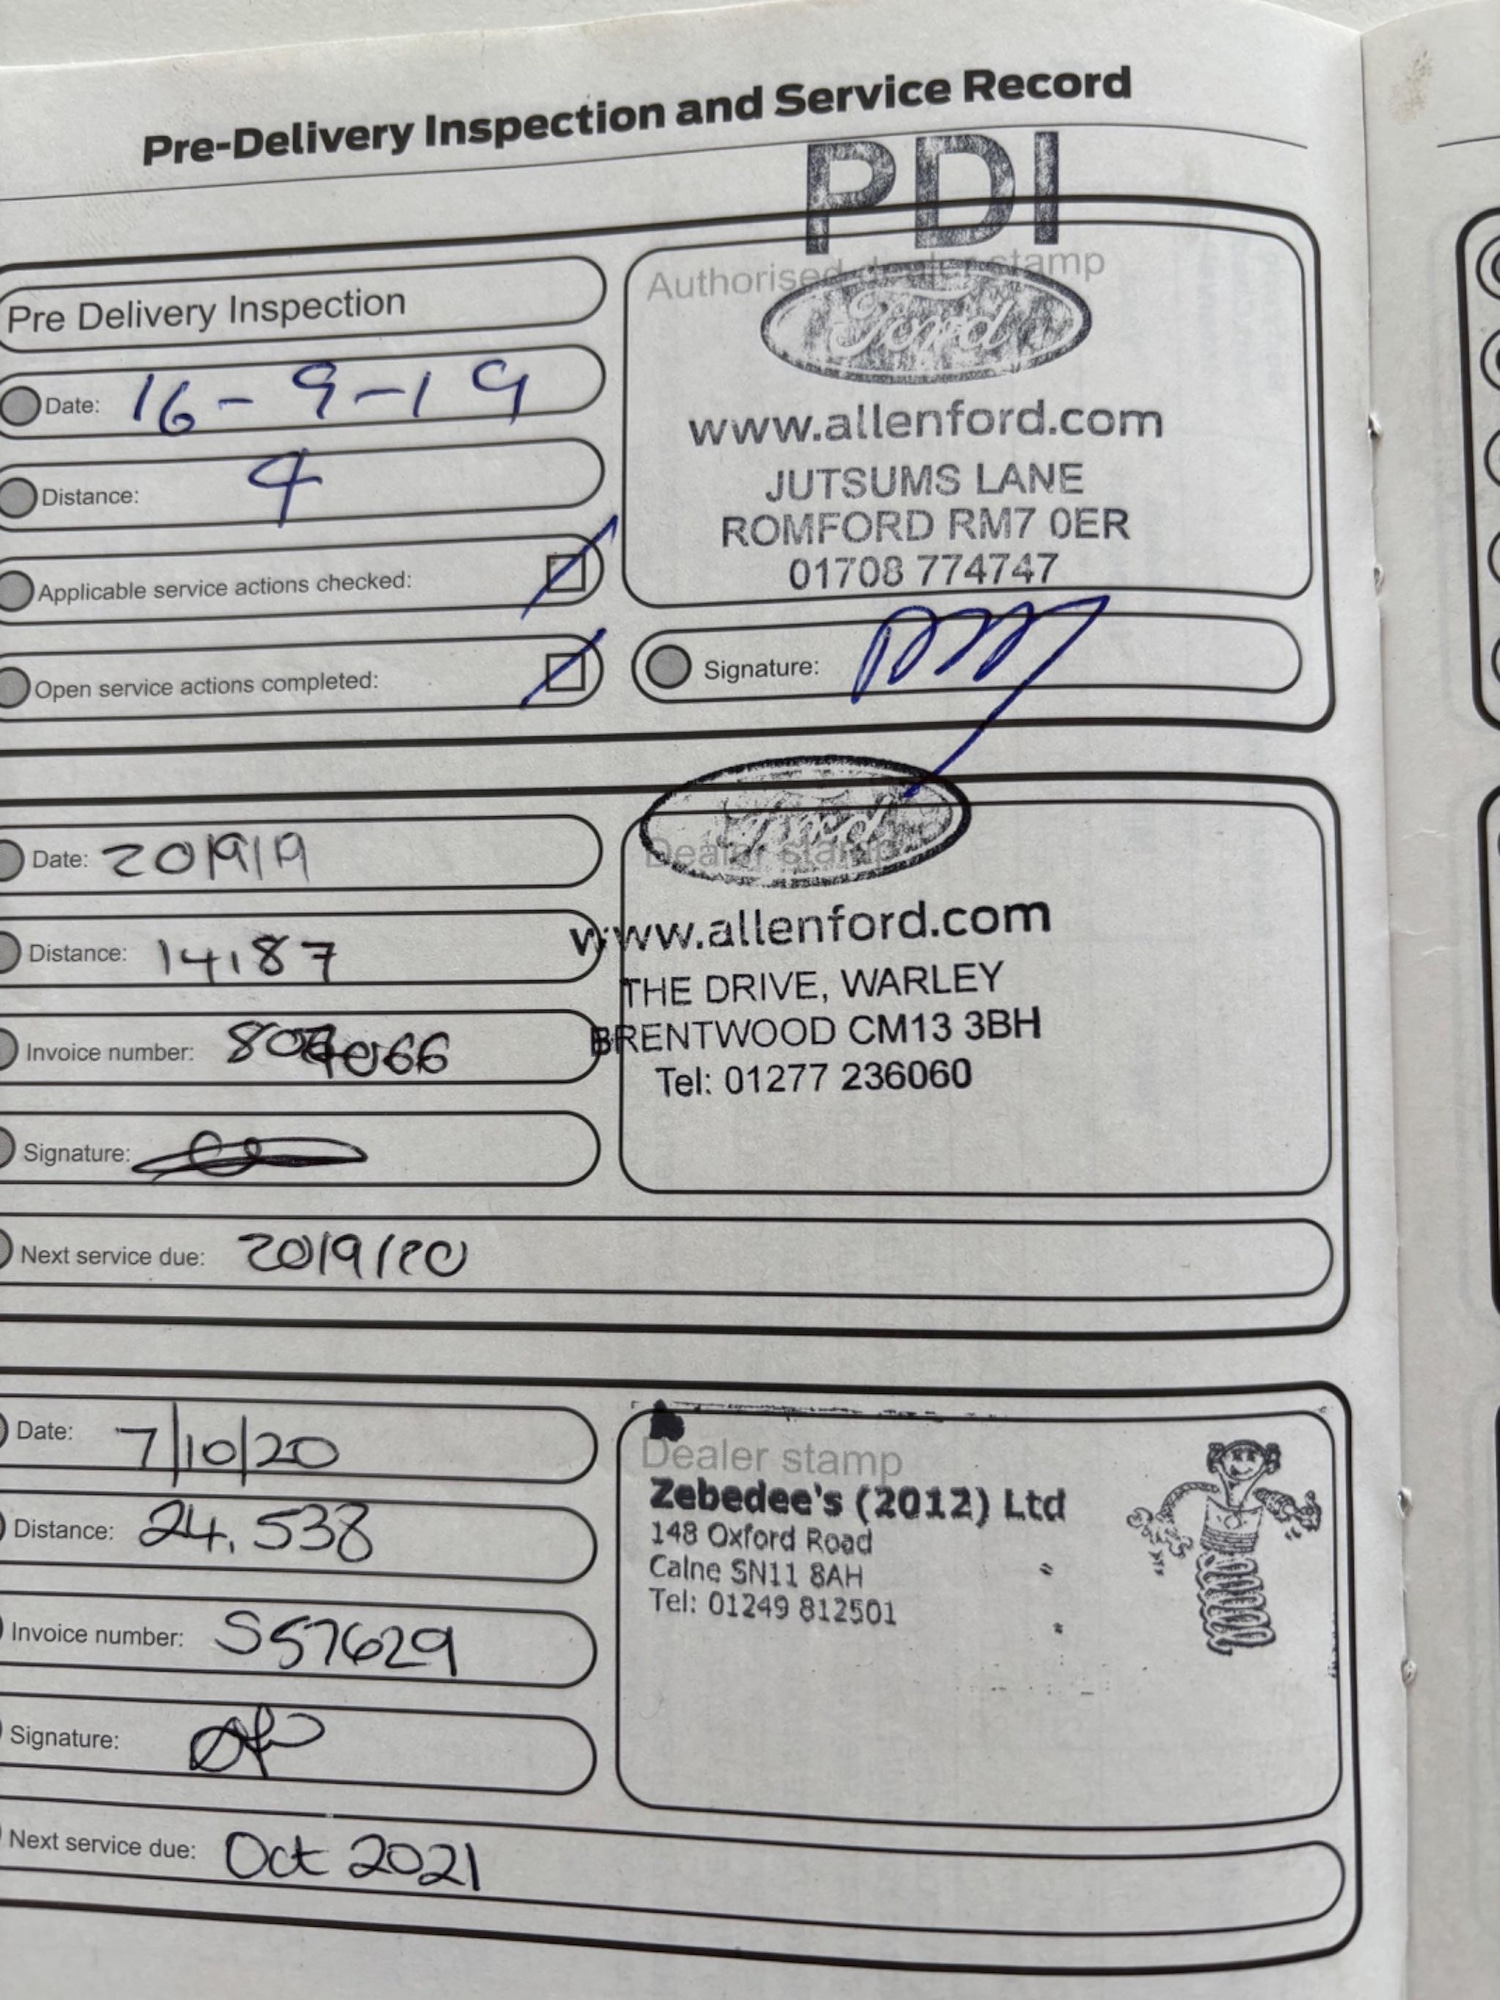 Pre-Delivery Inspection and Service Record
PDI
Pre Delivery Inspection
Authorised dealer stamp
Ford
Date: 16-9-19
www.allenford.com
Distance: 4
JUTSUMS LANE
ROMFORD RM7 0ER
Applicable service actions checked:
01708 774747
Open service actions completed:
Signature:
Ford
Dealer stamp
Date: 20/9/19
www.allenford.com
Distance: 14,187
THE DRIVE, WARLEY
BRENTWOOD CM13 3BH
Invoice number:
Tel: 01277 236060
Signature:
Next service due: 20/9/20
Date: 7/10/20
Dealer stamp
Zebedee's (2012) Ltd
Distance: 24,538
148 Oxford Road
Calne SN11 8AH
Tel: 01249 812501
Invoice number: S57629
Signature:
Next service due: Oct 2021